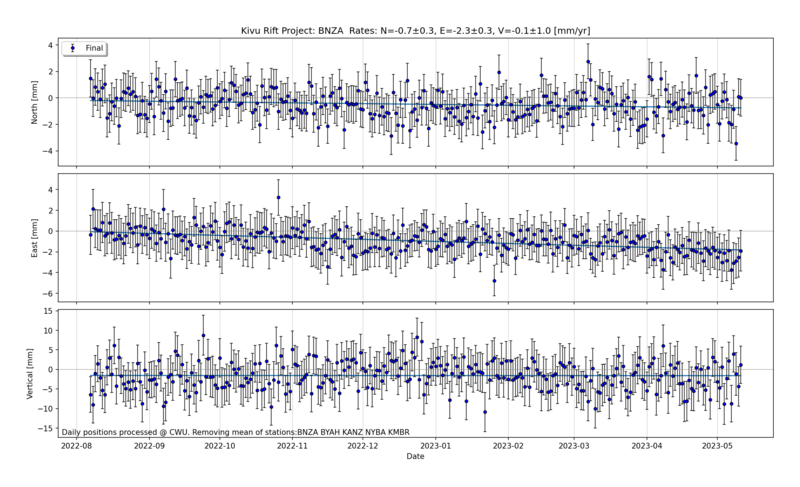 Kivu Rift Project: BNZA Rates: N=-0.7±0.3, E=-2.3±0.3, V=-0.1±1.0 [mm/yr]
Final
North [mm]
4
2
0
−2
−4
East [mm]
4
2
0
−2
−4
−6
Vertical [mm]
15
10
5
0
−5
−10
−15
Daily positions processed @ CWU. Removing mean of stations:BNZA BYAH KANZ NYBA KMBR
2022-08 2022-09 2022-10 2022-11 2022-12 2023-01 2023-02 2023-03 2023-04 2023-05
Date